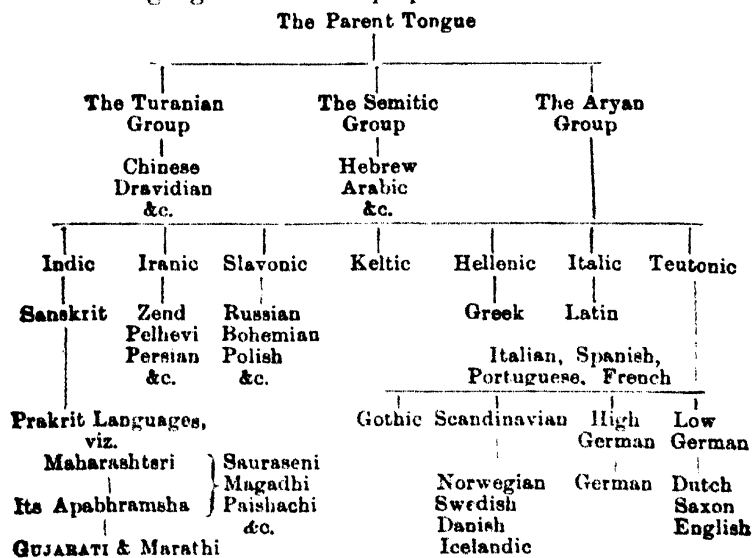 The Parent Tongue
The Turanian Group
The Semitic Group
The Aryan Group
Chinese
Dravidian
&c.
Hebrew
Arabic
&c.
Indic Iranic Slavonic Keltic Hellenic Italic Teutonic
Sanskrit
Zend
Pelhevi
Persian
&c.
Russian
Bohemian
Polish
&c.
Greek
Latin
Italian, Spanish,
Portuguese, French
Prakrit Languages,
viz.
Maharashtri
Its Apabhramsha
GUJARATI & Marathi
Sauraseni
Magadhi
Paishachi
&c.
Gothic
Scandinavian
High
German
Low
German
Norwegian
Swedish
Danish
Icelandic
German
Dutch
Saxon
English